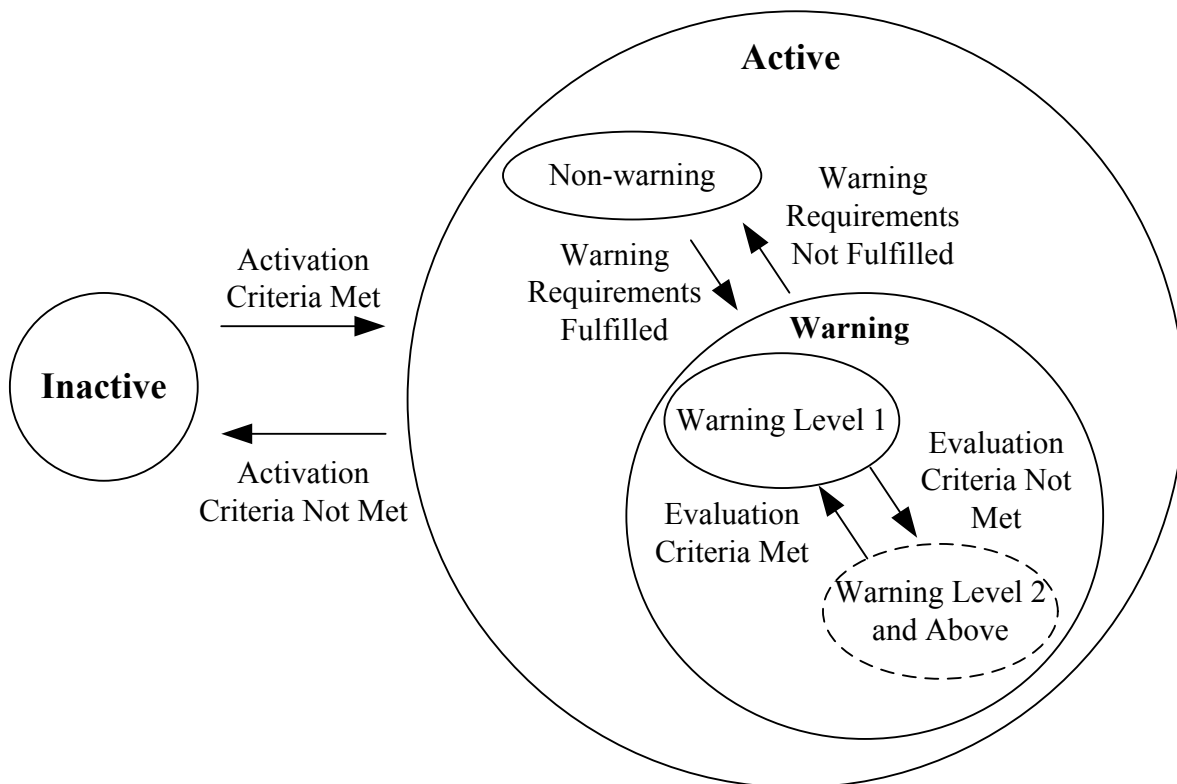 Active
Non-warning
Warning
Requirements
Not Fulfilled
Warning
Requirements
Fulfilled
Activation
Criteria Met
Inactive
Activation
Criteria Not Met
Warning
Warning Level 1
Evaluation
Criteria Not
Met
Evaluation
Criteria Met
Warning Level 2
and Above